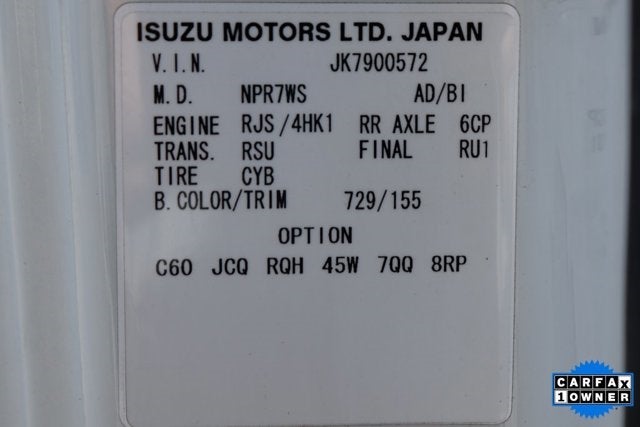 ISUZU MOTORS LTD. JAPAN
V.I.N. JK7900572
M.D. NPR7WS AD/BI
ENGINE RJS/4HK1 RR AXLE 6CP
TRANS. RSU FINAL RU1
TIRE CYB
B.COLOR/TRIM 729/155
OPTION
C60 JCQ RQH 45W 7QQ 8RP
CARFAX
1 OWNER